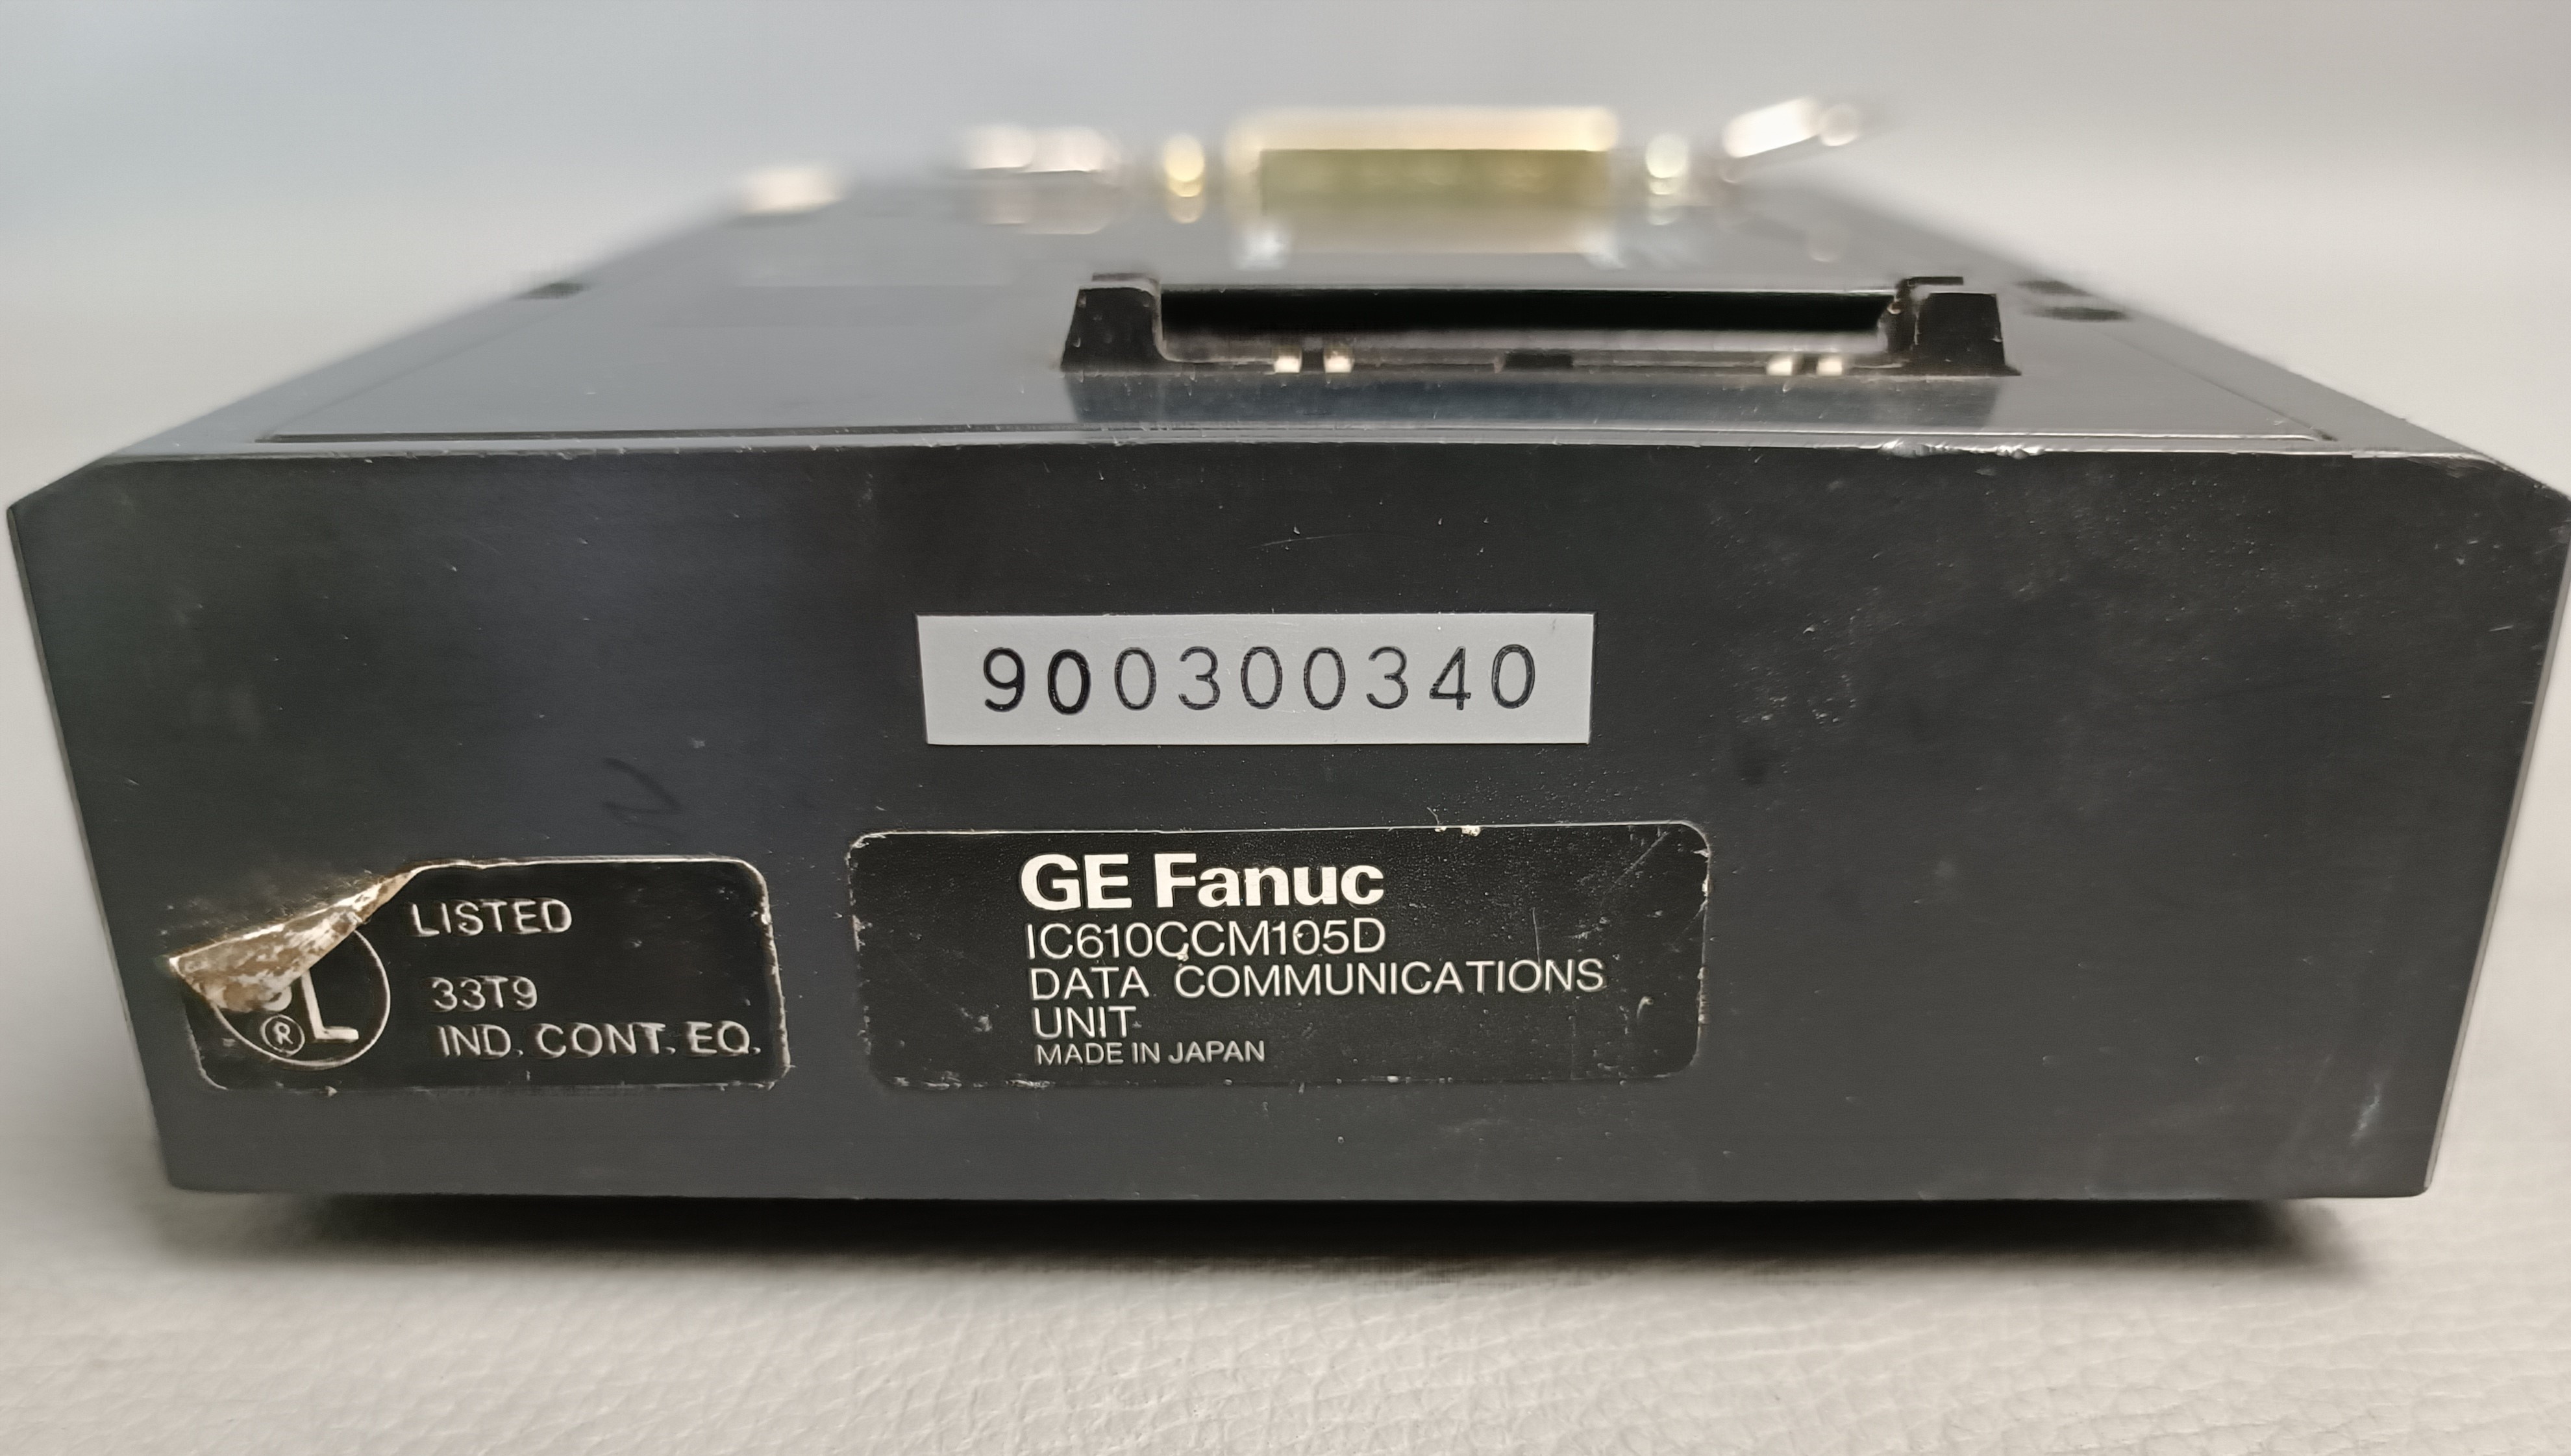 900300340
LISTED
L
®
33T9
IND. CONT. EQ.
GE Fanuc
IC610CCM105D
DATA COMMUNICATIONS
UNIT
MADE IN JAPAN